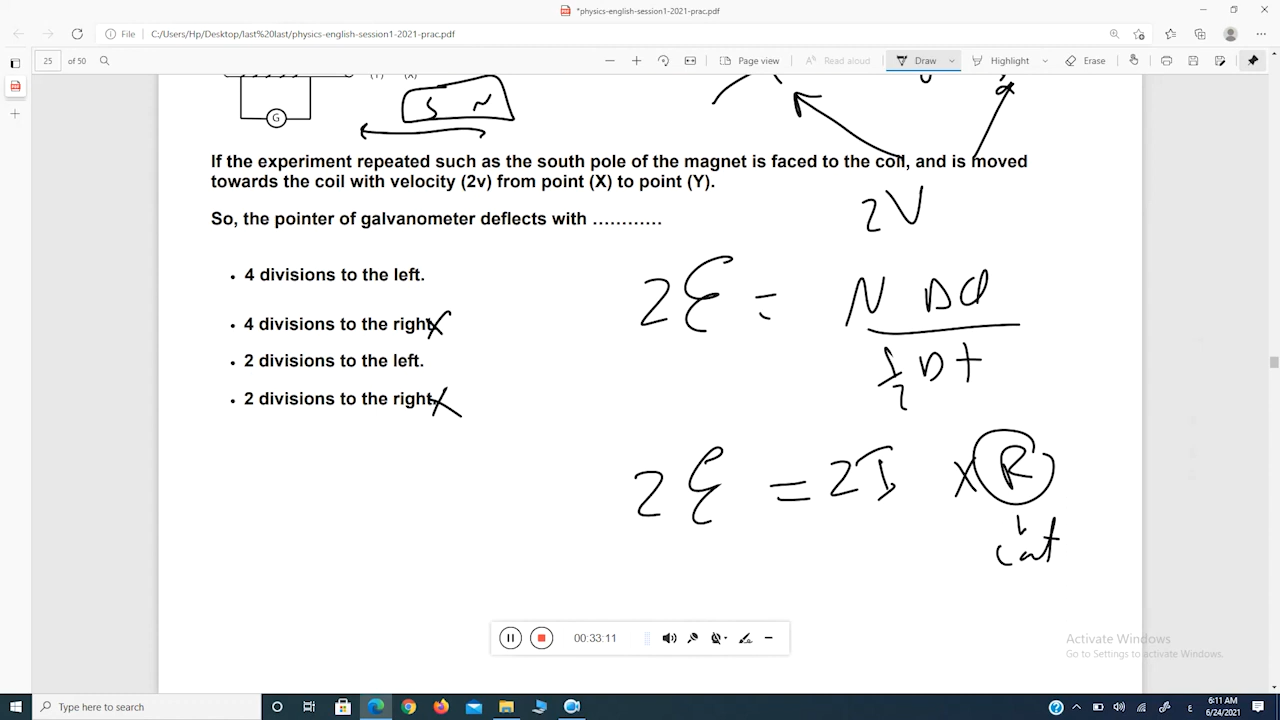 *physics-english-session1-2021-prac.pdf
File | C:/Users/Hp/Desktop/last%20last/physics-english-session1-2021-prac.pdf
25 of 50
Page view | Read aloud | Draw | Highlight | Erase
(Y) (X)
G
S N
If the experiment repeated such as the south pole of the magnet is faced to the coil, and is moved
towards the coil with velocity (2v) from point (X) to point (Y).
2V
So, the pointer of galvanometer deflects with ............
• 4 divisions to the left.
• 4 divisions to the right.
• 2 divisions to the left.
• 2 divisions to the right.
2ℰ = N Δφ
½ Δt
2ℰ = 2I × R
00:33:11
Activate Windows
Go to Settings to activate Windows.
Type here to search
6:11 AM
6/24/2021